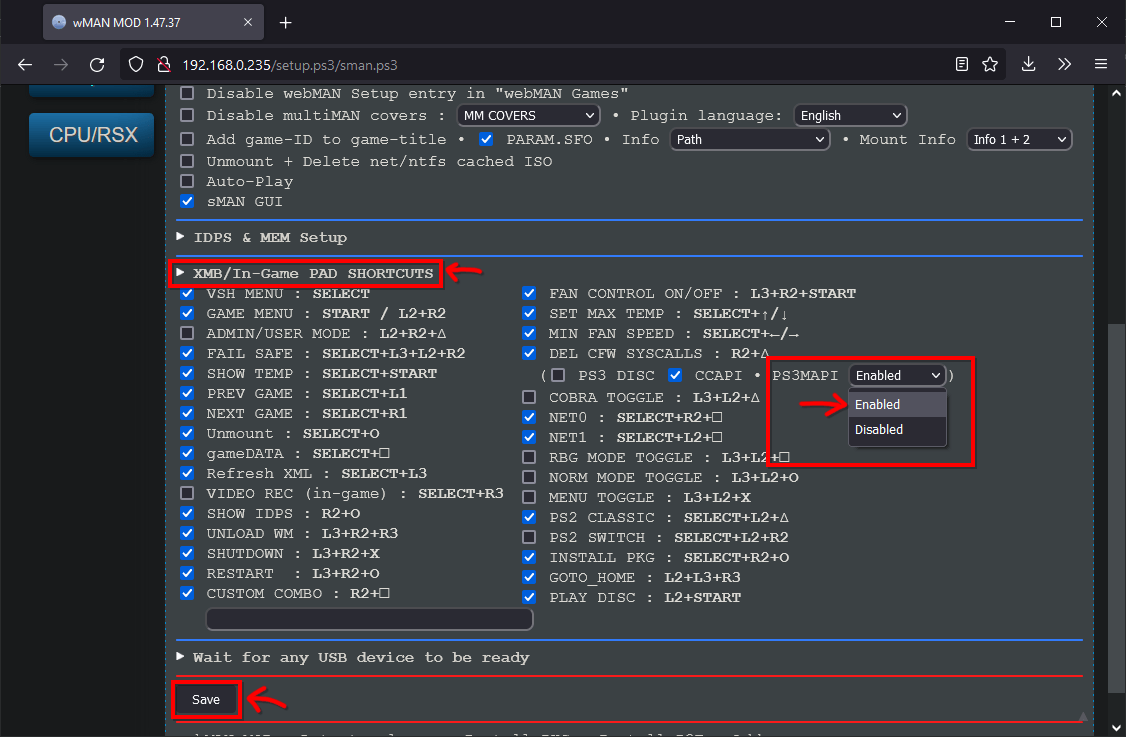 wMAN MOD 1.47.37
192.168.0.235/setup.ps3/sman.ps3
CPU/RSX
Disable webMAN Setup entry in "webMAN Games"
Disable multiMAN covers : MM COVERS • Plugin language: English
Add game-ID to game-title • PARAM.SFO • Info Path • Mount Info Info 1 + 2
Unmount + Delete net/ntfs cached ISO
Auto-Play
sMAN GUI
IDPS & MEM Setup
XMB/In-Game PAD SHORTCUTS
VSH MENU : SELECT
GAME MENU : START / L2+R2
ADMIN/USER MODE : L2+R2+Δ
FAIL SAFE : SELECT+L3+L2+R2
SHOW TEMP : SELECT+START
PREV GAME : SELECT+L1
NEXT GAME : SELECT+R1
Unmount : SELECT+O
gameDATA : SELECT+□
Refresh XML : SELECT+L3
VIDEO REC (in-game) : SELECT+R3
SHOW IDPS : R2+O
UNLOAD WM : L3+R2+R3
SHUTDOWN : L3+R2+X
RESTART : L3+R2+O
CUSTOM COMBO : R2+□
FAN CONTROL ON/OFF : L3+R2+START
SET MAX TEMP : SELECT+↑/↓
MIN FAN SPEED : SELECT+←/→
DEL CFW SYSCALLS : R2+Δ
( PS3 DISC CCAPI • PS3MAPI Enabled )
Enabled
Disabled
COBRA TOGGLE : L3+L2+Δ
NET0 : SELECT+R2+□
NET1 : SELECT+L2+□
RBG MODE TOGGLE : L3+L2+□
NORM MODE TOGGLE : L3+L2+O
MENU TOGGLE : L3+L2+X
PS2 CLASSIC : SELECT+L2+Δ
PS2 SWITCH : SELECT+L2+R2
INSTALL PKG : SELECT+R2+O
GOTO_HOME : L2+L3+R3
PLAY DISC : L2+START
Wait for any USB device to be ready
Save